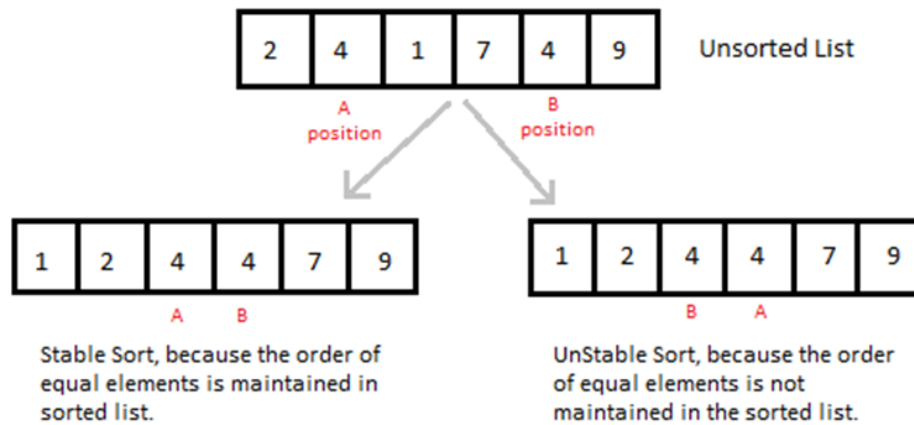 2 4 1 7 4 9 Unsorted List
A B
position position
1 2 4 4 7 9
A B
1 2 4 4 7 9
B A
Stable Sort, because the order of
equal elements is maintained in
sorted list.
UnStable Sort, because the order
of equal elements is not
maintained in the sorted list.